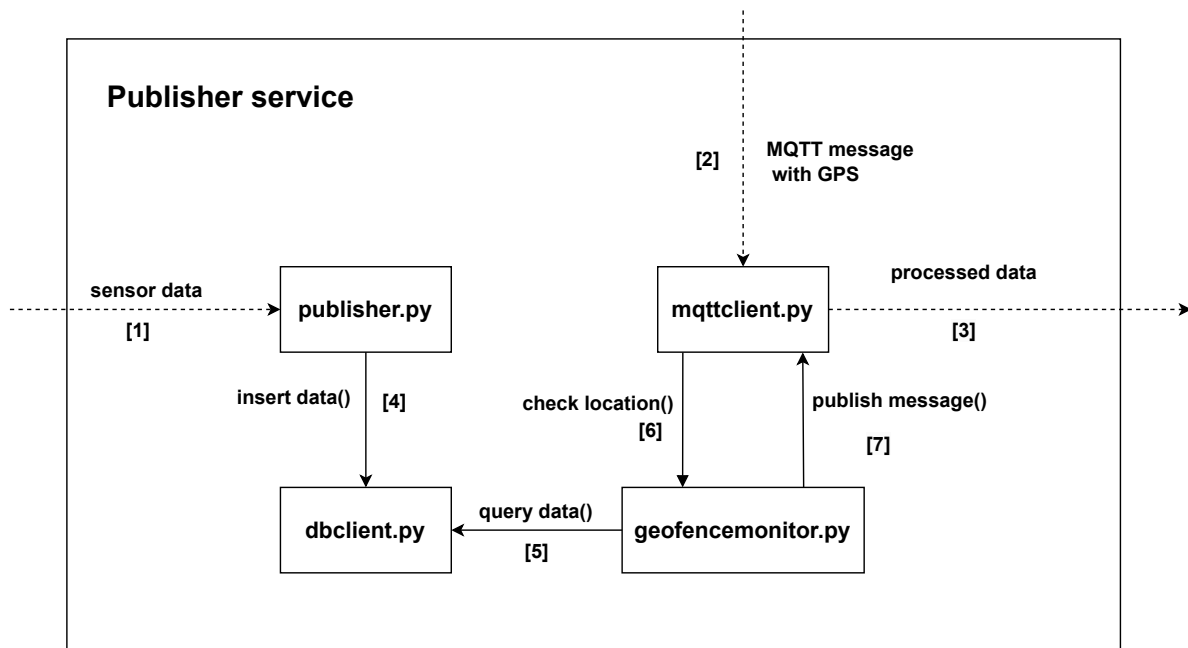 Publisher service
[2]
MQTT message
with GPS
sensor data
[1]
publisher.py
mqttclient.py
processed data
[3]
insert data()
[4]
check location()
[6]
publish message()
[7]
dbclient.py
query data()
[5]
geofencemonitor.py